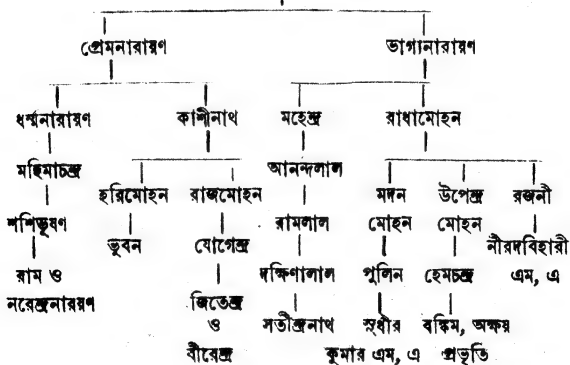 প্রেমনারায়ণ ভাগ্যনারায়ণ
ধর্ম্মনারায়ণ কাশীনাথ মহেন্দ্র রাধামোহন
মহিমাচন্দ্র আনন্দলাল
হরিমোহন রাজমোহন মদন উপেন্দ্র রজনী
শশিভূষণ রামলাল মোহন মোহন
ভুবন যোগেন্দ্র নীরদবিহারী
রাম ও দক্ষিণালাল পুলিন হেমচন্দ্র এম, এ
নরেন্দ্রনারায়ণ জিতেন্দ্র
ও সতীন্দ্রনাথ সুধীর বঙ্কিম, অক্ষয়
বীরেন্দ্র কুমার এম, এ প্রভৃতি